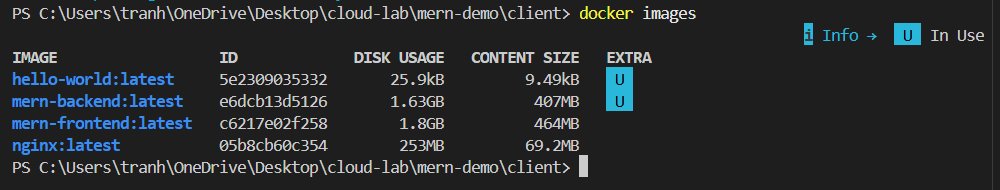 PS C:\Users\tranh\OneDrive\Desktop\cloud-lab\mern-demo\client> docker images
i Info → U In Use
IMAGE ID DISK USAGE CONTENT SIZE EXTRA
hello-world:latest 5e2309035332 25.9kB 9.49kB U
mern-backend:latest e6dcb13d5126 1.63GB 407MB U
mern-frontend:latest c6217e02f258 1.8GB 464MB
nginx:latest 05b8cb60c354 253MB 69.2MB
PS C:\Users\tranh\OneDrive\Desktop\cloud-lab\mern-demo\client>